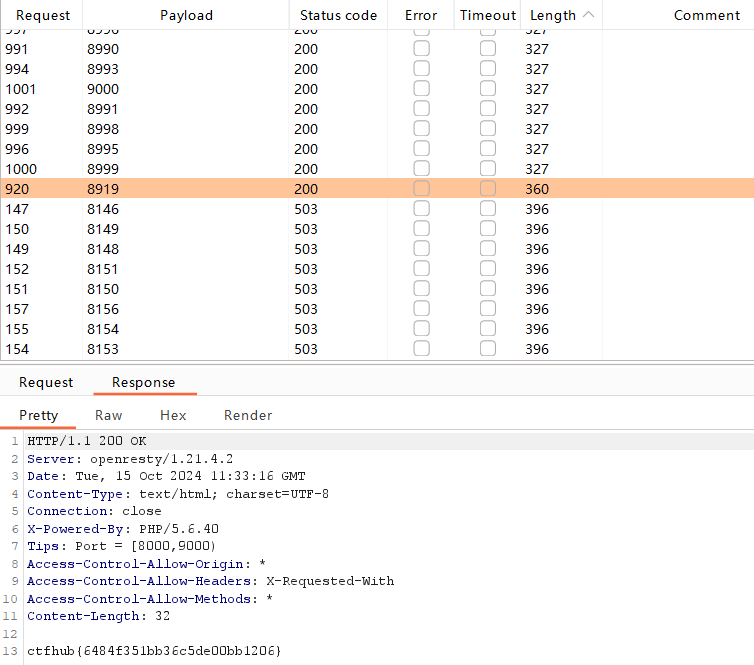 Request Payload Status code Error Timeout Length Comment
991 8990 200 327
994 8993 200 327
1001 9000 200 327
992 8991 200 327
999 8998 200 327
996 8995 200 327
1000 8999 200 327
920 8919 200 360
147 8146 503 396
150 8149 503 396
149 8148 503 396
152 8151 503 396
151 8150 503 396
157 8156 503 396
155 8154 503 396
154 8153 503 396
Request Response
Pretty Raw Hex Render
1 HTTP/1.1 200 OK
2 Server: openresty/1.21.4.2
3 Date: Tue, 15 Oct 2024 11:33:16 GMT
4 Content-Type: text/html; charset=UTF-8
5 Connection: close
6 X-Powered-By: PHP/5.6.40
7 Tips: Port = [8000,9000)
8 Access-Control-Allow-Origin: *
9 Access-Control-Allow-Headers: X-Requested-With
10 Access-Control-Allow-Methods: *
11 Content-Length: 32
12
13 ctfhub{6484f351bb36c5de00bb1206}